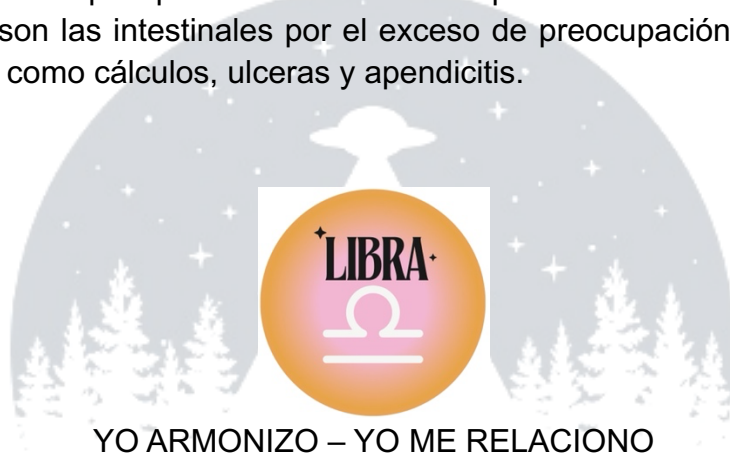 son las intestinales por el exceso de preocupación
como cálculos, ulceras y apendicitis.
LIBRA
YO ARMONIZO – YO ME RELACIONO